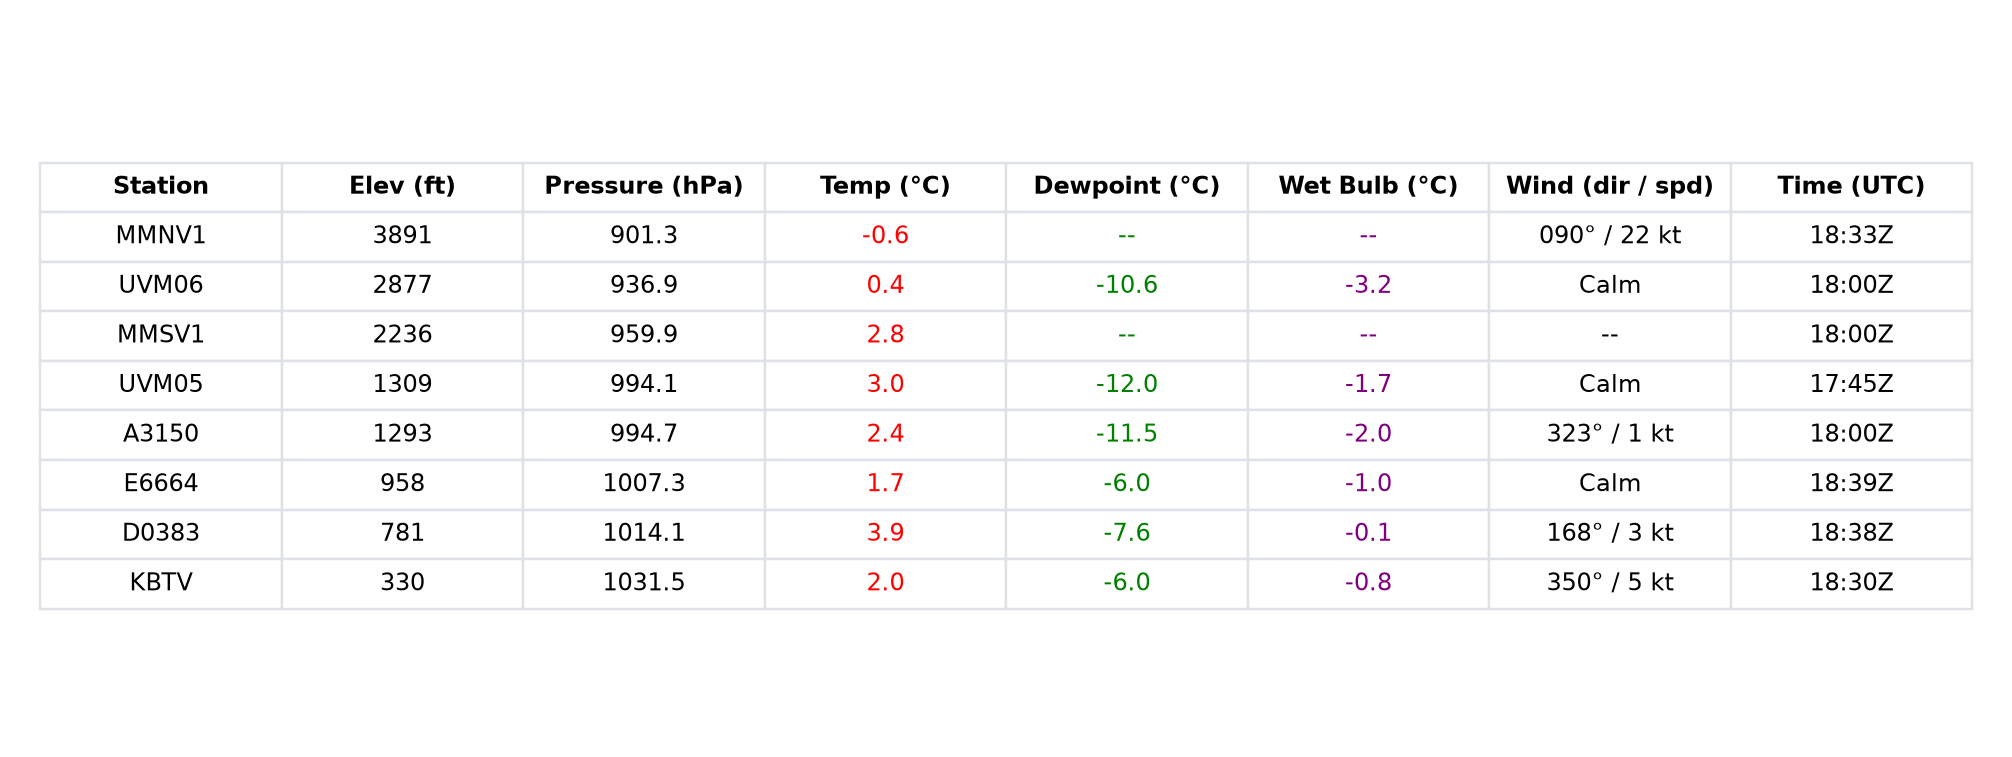 Station Elev (ft) Pressure (hPa) Temp (°C) Dewpoint (°C) Wet Bulb (°C) Wind (dir / spd) Time (UTC)
MMNV1 3891 901.3 -0.6 -- -- 090° / 22 kt 18:33Z
UVM06 2877 936.9 0.4 -10.6 -3.2 Calm 18:00Z
MMSV1 2236 959.9 2.8 -- -- -- 18:00Z
UVM05 1309 994.1 3.0 -12.0 -1.7 Calm 17:45Z
A3150 1293 994.7 2.4 -11.5 -2.0 323° / 1 kt 18:00Z
E6664 958 1007.3 1.7 -6.0 -1.0 Calm 18:39Z
D0383 781 1014.1 3.9 -7.6 -0.1 168° / 3 kt 18:38Z
KBTV 330 1031.5 2.0 -6.0 -0.8 350° / 5 kt 18:30Z